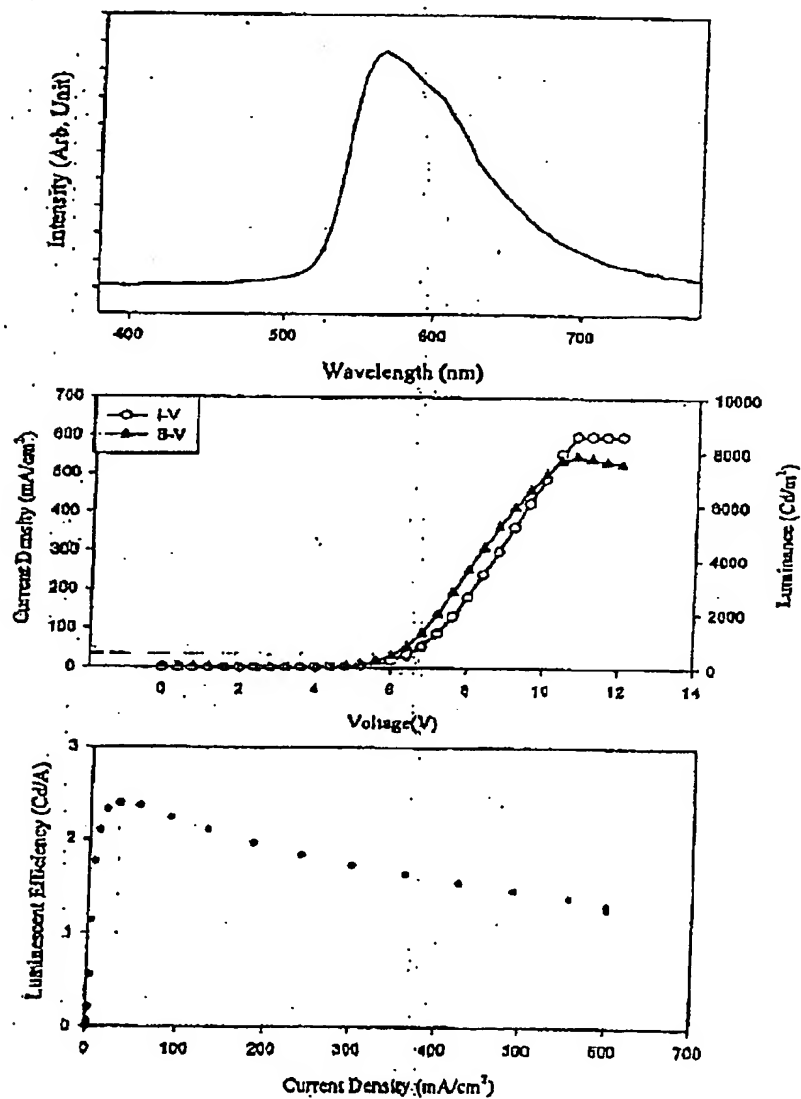 Intensity (Arb, Unit)
400 500 600 700
Wavelength (nm)
700
600
500
400
300
200
100
0
Current Density (mA/cm²)
I-V
B-V
10000
8000
6000
4000
2000
0
Luminance (Cd/m²)
0 2 4 6 8 10 12 14
Voltage(V)
3
2
1
0
Luminescent Efficiency (Cd/A)
0 100 200 300 400 500 600 700
Current Density (mA/cm²)